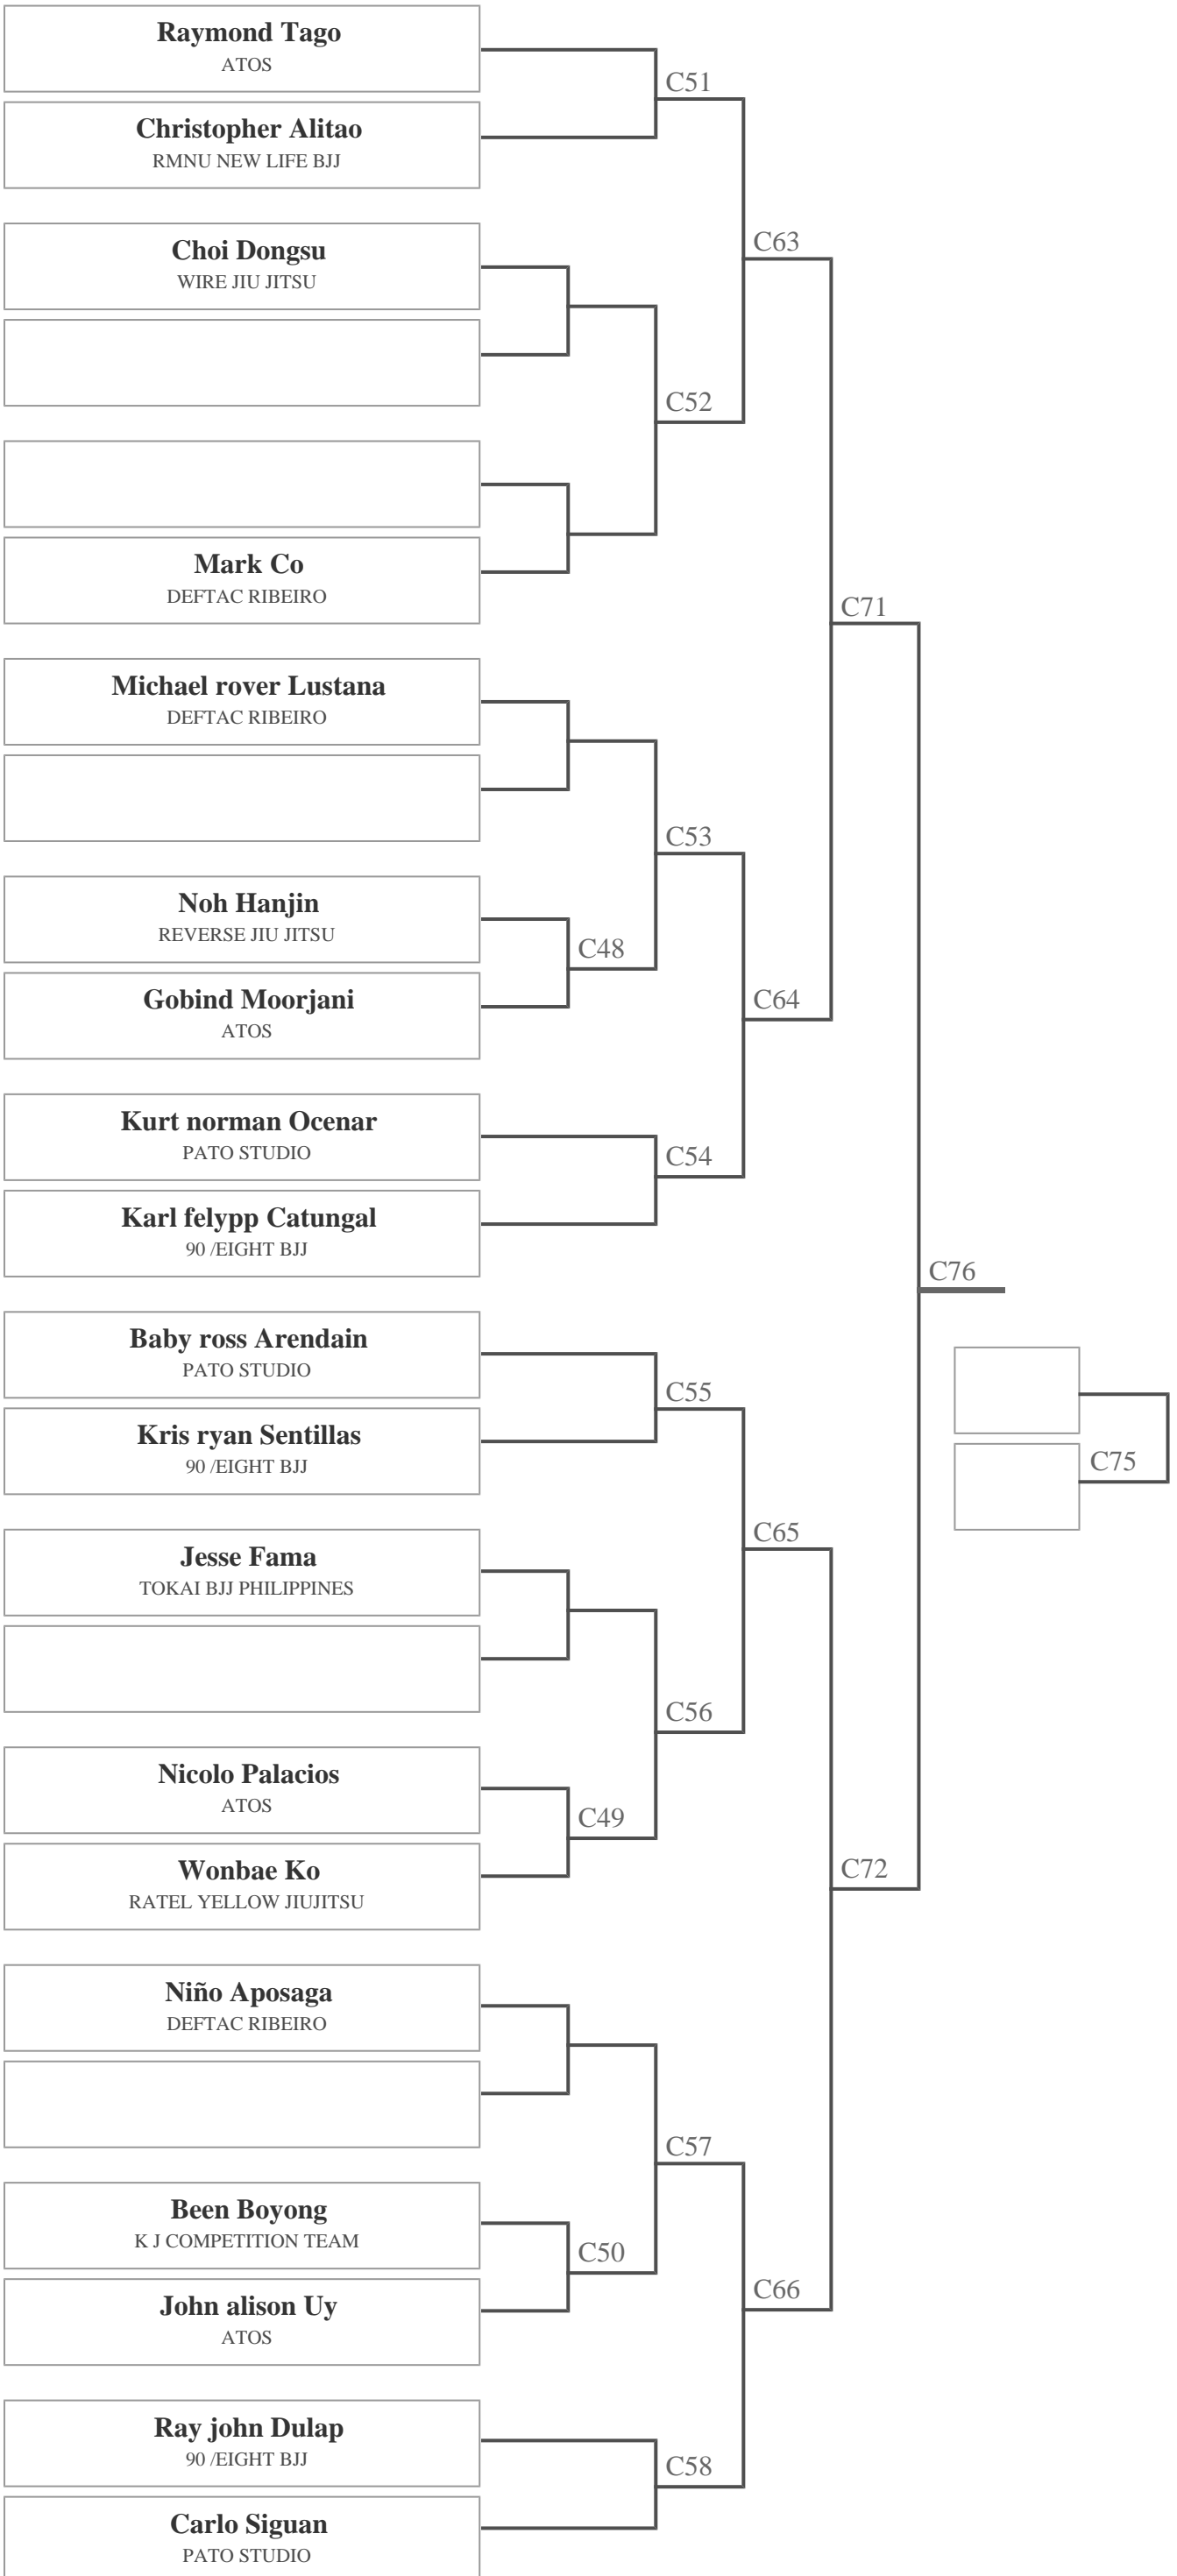 Raymond Tago
ATOS
C51
Christopher Alitao
RMNU NEW LIFE BJJ
Choi Dongsu
WIRE JIU JITSU
C63
C52
Mark Co
DEFTAC RIBEIRO
C71
Michael rover Lustana
DEFTAC RIBEIRO
C53
Noh Hanjin
REVERSE JIU JITSU
C48
Gobind Moorjani
ATOS
C64
Kurt norman Ocenar
PATO STUDIO
C54
Karl felypp Catungal
90 /EIGHT BJJ
C76
Baby ross Arendain
PATO STUDIO
C55
Kris ryan Sentillas
90 /EIGHT BJJ
C75
C65
Jesse Fama
TOKAI BJJ PHILIPPINES
C56
Nicolo Palacios
ATOS
C49
Wonbae Ko
RATEL YELLOW JIUJITSU
C72
Niño Aposaga
DEFTAC RIBEIRO
C57
Been Boyong
K J COMPETITION TEAM
C50
John alison Uy
ATOS
C66
Ray john Dulap
90 /EIGHT BJJ
C58
Carlo Siguan
PATO STUDIO